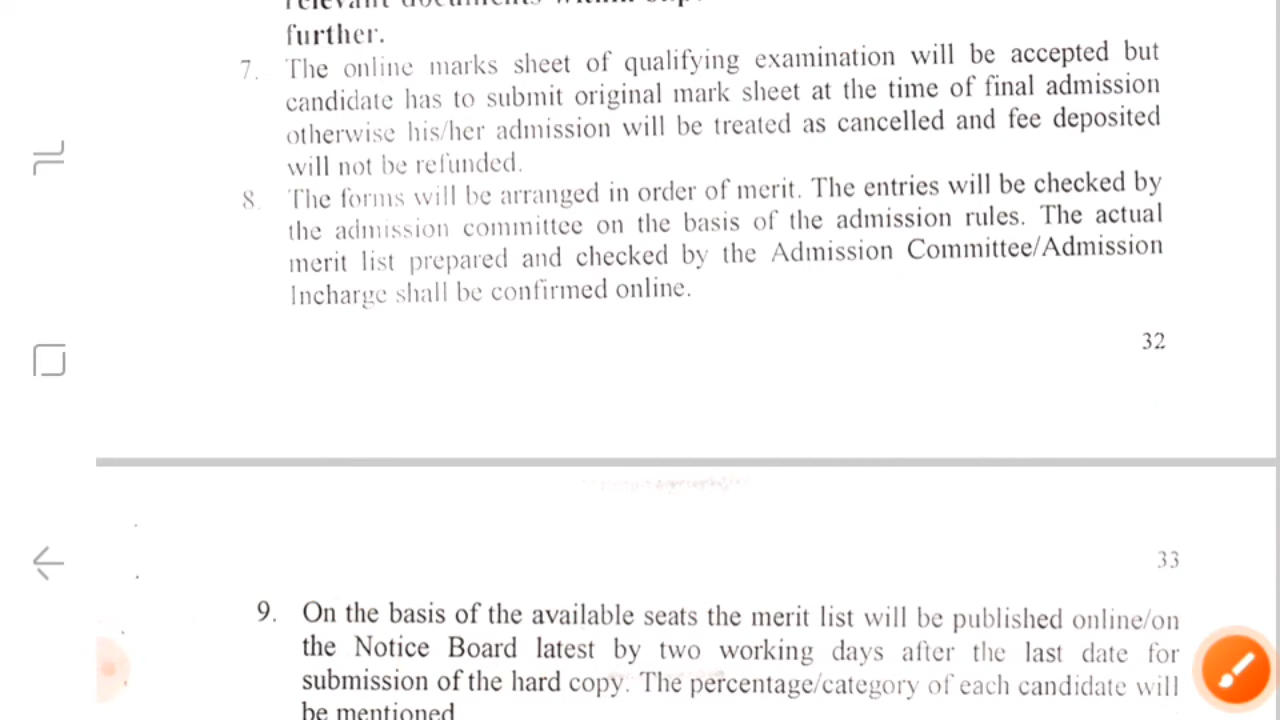 further.
7. The online marks sheet of qualifying examination will be accepted but
candidate has to submit original mark sheet at the time of final admission
otherwise his/her admission will be treated as cancelled and fee deposited
will not be refunded.
8. The forms will be arranged in order of merit. The entries will be checked by
the admission committee on the basis of the admission rules. The actual
merit list prepared and checked by the Admission Committee/Admission
Incharge shall be confirmed online.
32
33
9. On the basis of the available seats the merit list will be published online/on
the Notice Board latest by two working days after the last date for
submission of the hard copy. The percentage/category of each candidate will
be mentioned